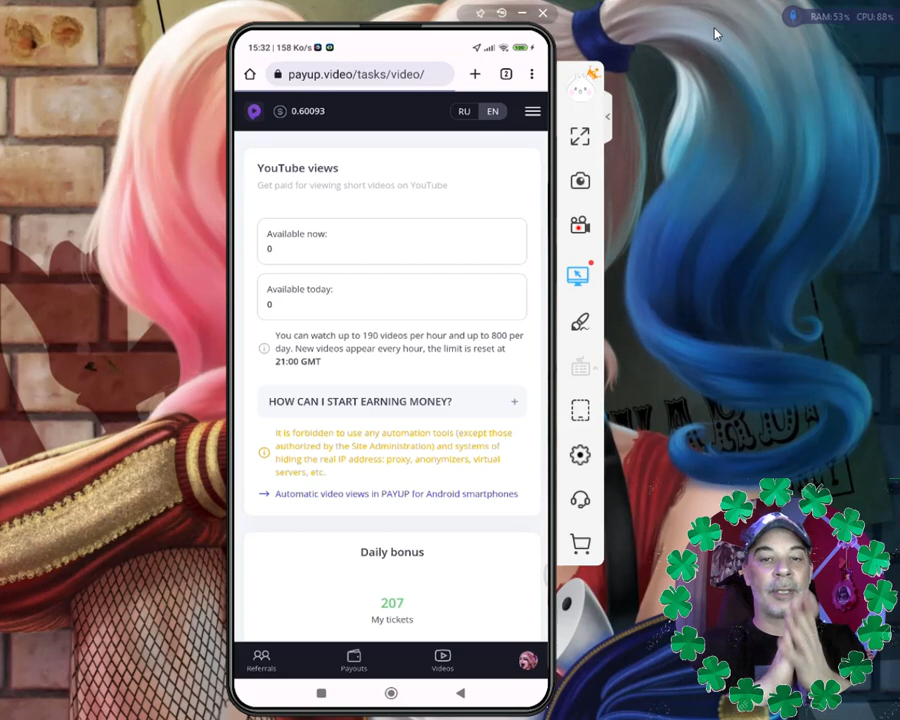 RAM:53% CPU:88%
15:32 | 158 Ko/s
payup.video/tasks/video/
2
S 0.60093
RU EN
YouTube views
Get paid for viewing short videos on YouTube
Available now:
0
Available today:
0
You can watch up to 190 videos per hour and up to 800 per
day. New videos appear every hour, the limit is reset at
21:00 GMT
HOW CAN I START EARNING MONEY? +
It is forbidden to use any automation tools (except those
authorized by the Site Administration) and systems of
hiding the real IP address: proxy, anonymizers, virtual
servers, etc.
→ Automatic video views in PAYUP for Android smartphones
Daily bonus
207
My tickets
Referrals
Payouts
Videos